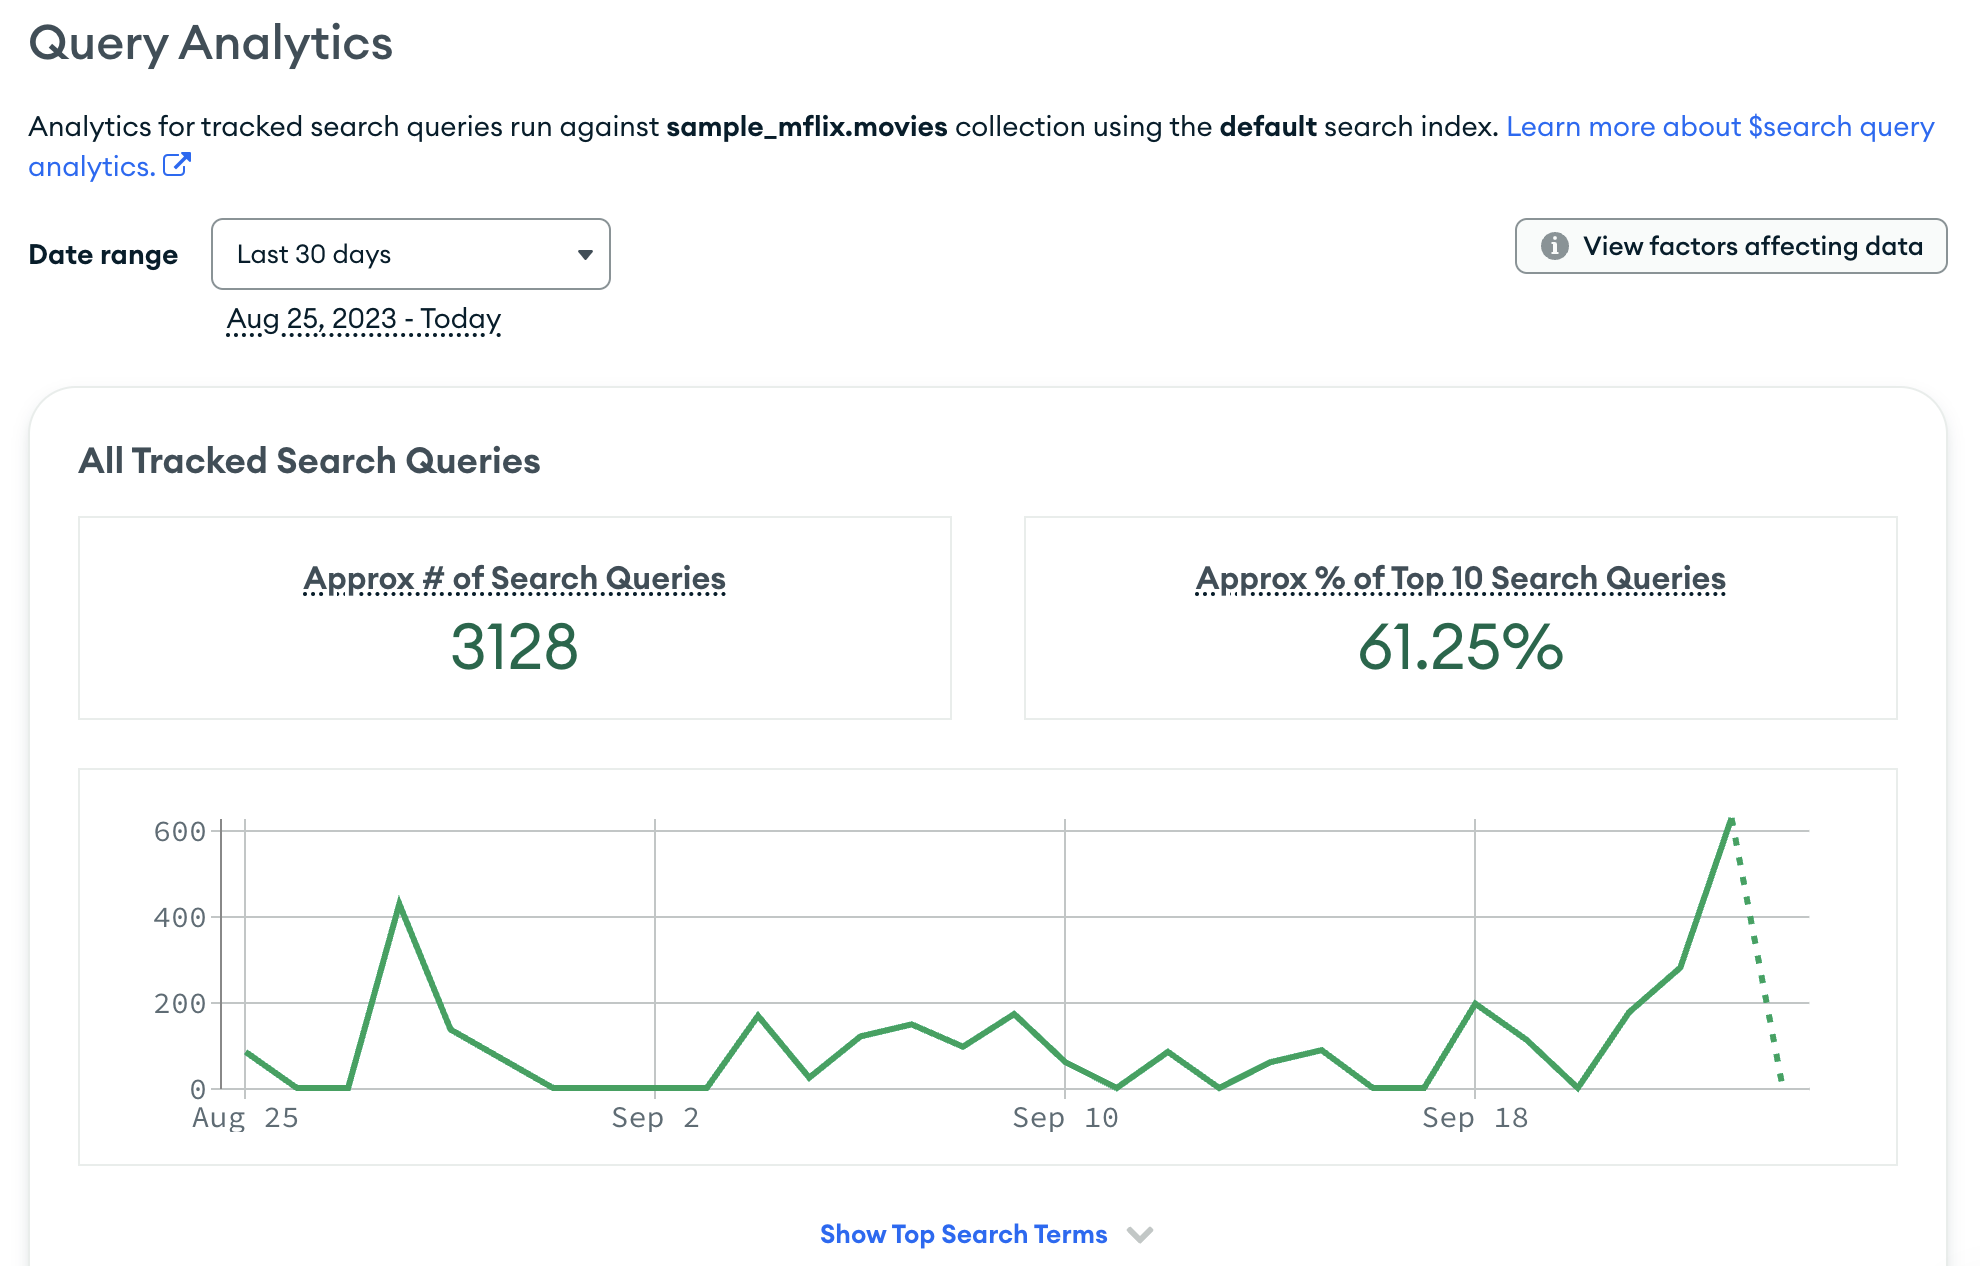 Query Analytics
Analytics for tracked search queries run against sample_mflix.movies collection using the default search index. Learn more about $search query
analytics.
Date range
Last 30 days
View factors affecting data
Aug 25, 2023 - Today
All Tracked Search Queries
Approx # of Search Queries
3128
Approx % of Top 10 Search Queries
61.25%
600
400
200
0
Aug 25
Sep 2
Sep 10
Sep 18
Show Top Search Terms